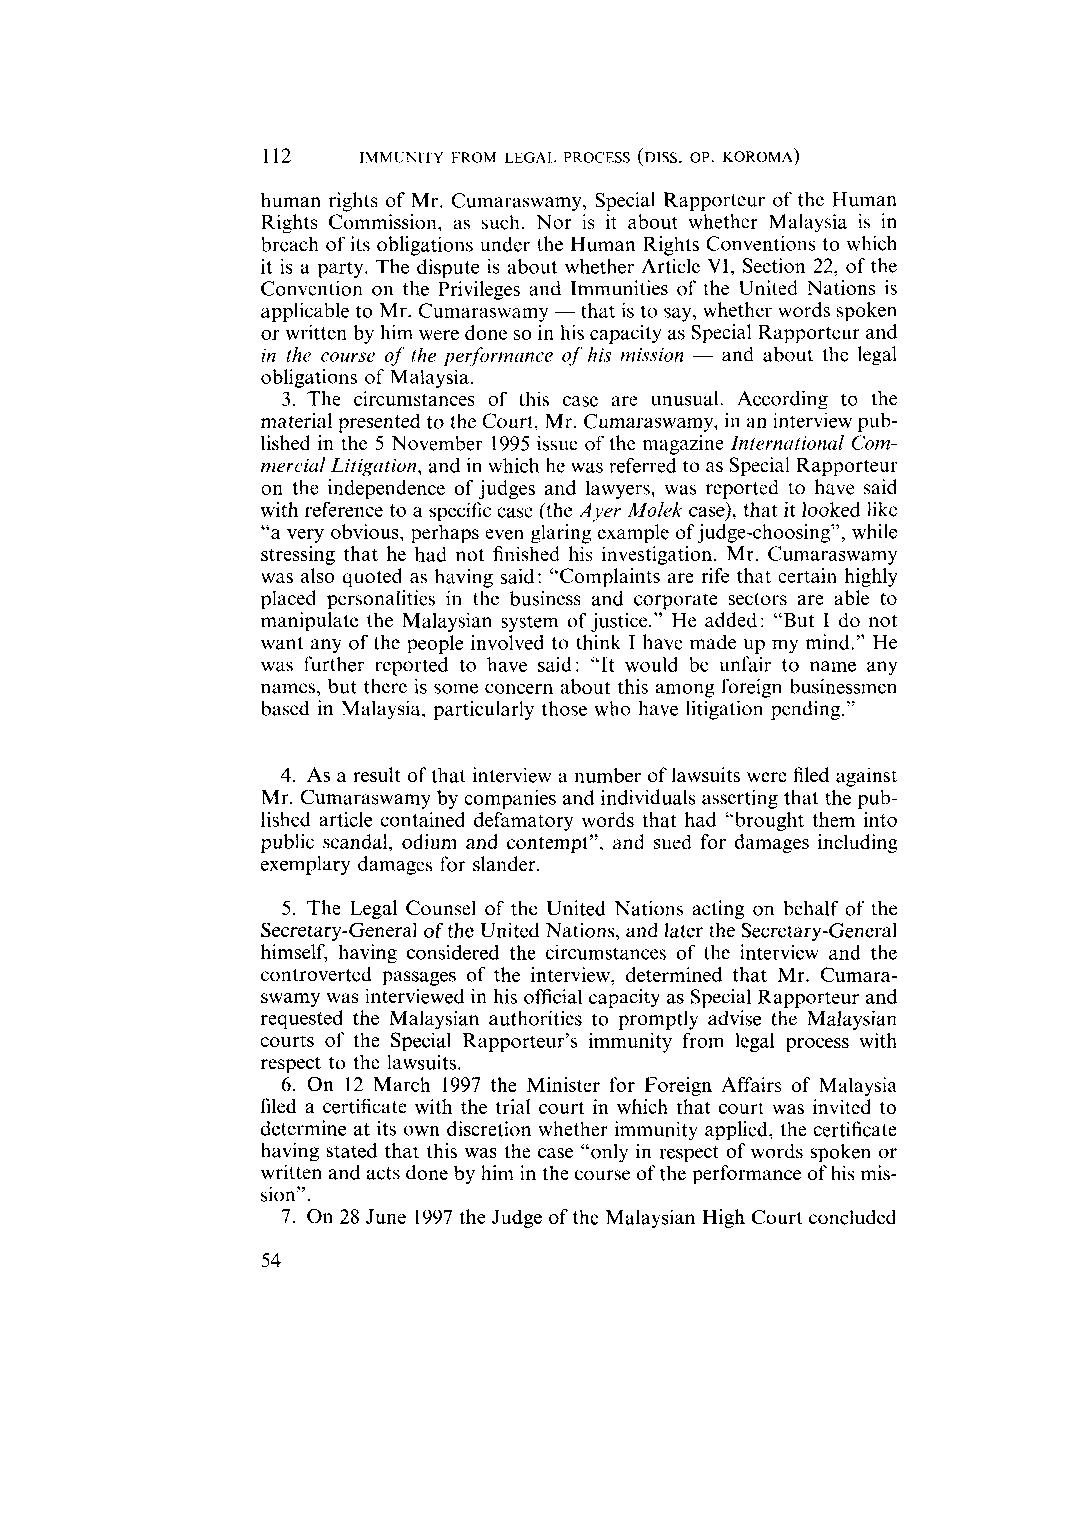 112 IMMUNITY FROM LEGAL PROCESS (DISS. OP. KOROMA)
human rights of Mr. Cumaraswamy, Special Rapporteur of the Human
Rights Commission, as such. Nor is it about whether Malaysia is in
breach of its obligations under the Human Rights Conventions to which
it is a party. The dispute is about whether Article VI, Section 22, of the
Convention on the Privileges and Immunities of the United Nations is
applicable to Mr. Cumaraswamy — that is to say, whether words spoken
or written by him were done so in his capacity as Special Rapporteur and
in the course of the performance of his mission — and about the legal
obligations of Malaysia.
3. The circumstances of this case are unusual. According to the
material presented to the Court, Mr. Cumaraswamy, in an interview pub-
lished in the 5 November 1995 issue of the magazine International Com-
mercial Litigation, and in which he was referred to as Special Rapporteur
on the independence of judges and lawyers, was reported to have said
with reference to a specific case (the Ayer Molek case), that it looked like
“a very obvious, perhaps even glaring example of judge-choosing”, while
stressing that he had not finished his investigation. Mr. Cumaraswamy
was also quoted as having said: “Complaints are rife that certain highly
placed personalities in the business and corporate sectors are able to
manipulate the Malaysian system of justice.” He added: “But I do not
want any of the people involved to think I have made up my mind.” He
was further reported to have said: “It would be unfair to name any
names, but there is some concern about this among foreign businessmen
based in Malaysia, particularly those who have litigation pending.”
4. As a result of that interview a number of lawsuits were filed against
Mr. Cumaraswamy by companies and individuals asserting that the pub-
lished article contained defamatory words that had “brought them into
public scandal, odium and contempt”, and sued for damages including
exemplary damages for slander.
5. The Legal Counsel of the United Nations acting on behalf of the
Secretary-General of the United Nations, and later the Secretary-General
himself, having considered the circumstances of the interview and the
controverted passages of the interview, determined that Mr. Cumara-
swamy was interviewed in his official capacity as Special Rapporteur and
requested the Malaysian authorities to promptly advise the Malaysian
courts of the Special Rapporteur’s immunity from legal process with
respect to the lawsuits.
6. On 12 March 1997 the Minister for Foreign Affairs of Malaysia
filed a certificate with the trial court in which that court was invited to
determine at its own discretion whether immunity applied, the certificate
having stated that this was the case “only in respect of words spoken or
written and acts done by him in the course of the performance of his mis-
sion”.
7. On 28 June 1997 the Judge of the Malaysian High Court concluded
54